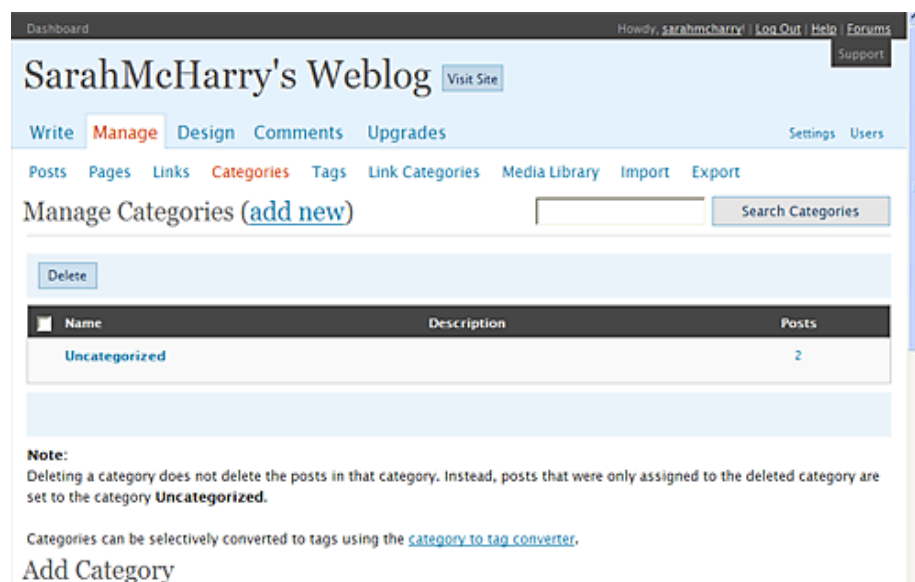 Dashboard
Howdy, sarahmcharry! | Log Out | Help | Forums
Support
SarahMcHarry's Weblog Visit Site
Write Manage Design Comments Upgrades Settings Users
Posts Pages Links Categories Tags Link Categories Media Library Import Export
Manage Categories (add new) Search Categories
Delete
Name Description Posts
Uncategorized 2
Note:
Deleting a category does not delete the posts in that category. Instead, posts that were only assigned to the deleted category are
set to the category Uncategorized.
Categories can be selectively converted to tags using the category to tag converter.
Add Category